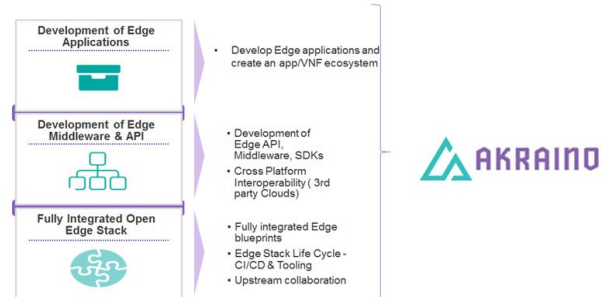 Development of Edge
Applications
• Develop Edge applications and
create an app/VNF ecosystem
Development of Edge
Middleware & API
• Development of
Edge API,
Middleware, SDKs
• Cross Platform
Interoperability ( 3rd
party Clouds)
Fully Integrated Open
Edge Stack
• Fully integrated Edge
blueprints
• Edge Stack Life Cycle -
CI/CD & Tooling
• Upstream collaboration
AKRAINO